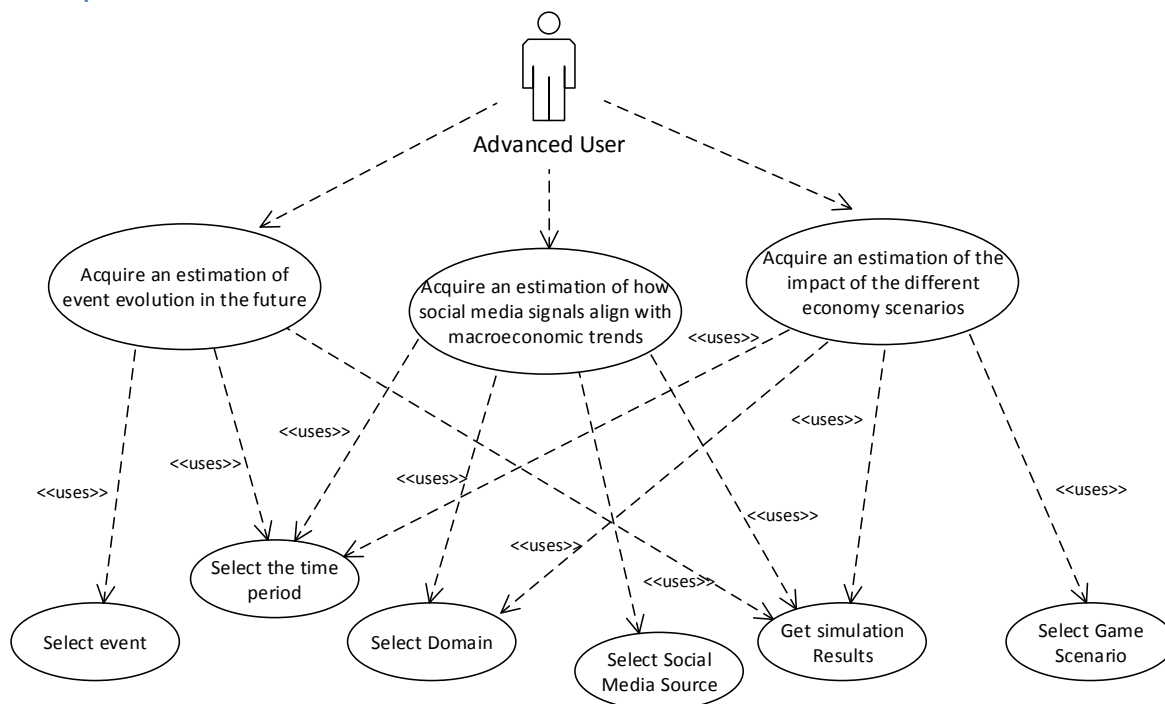 Advanced User
Acquire an estimation of
event evolution in the future
Acquire an estimation of how
social media signals align with
macroeconomic trends
Acquire an estimation of the
impact of the different
economy scenarios
<<uses>>
<<uses>>
<<uses>>
<<uses>>
<<uses>>
<<uses>>
<<uses>>
<<uses>>
<<uses>>
<<uses>>
Select the time
period
Select event
Select Domain
Select Social
Media Source
Get simulation
Results
Select Game
Scenario